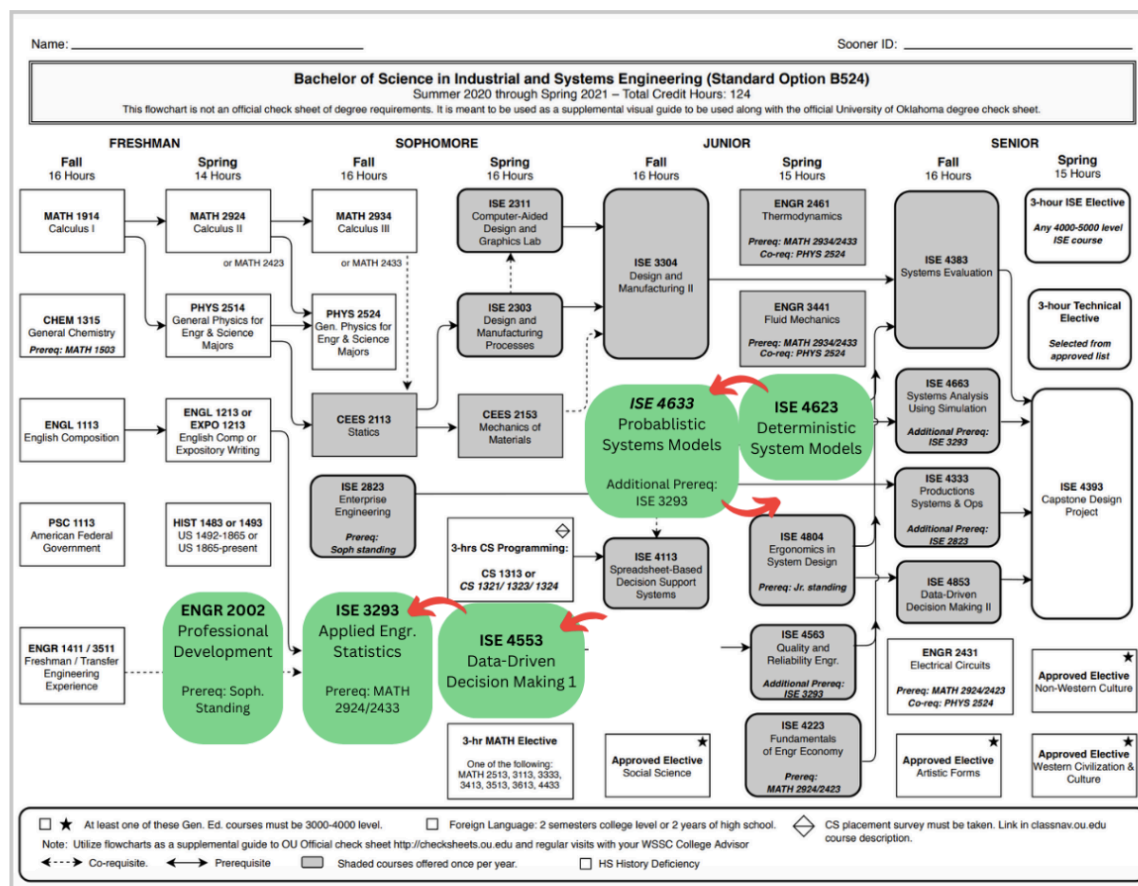 Name:
Sooner ID:
Bachelor of Science in Industrial and Systems Engineering (Standard Option B524)
Summer 2020 through Spring 2021 – Total Credit Hours: 124
This flowchart is not an official check sheet of degree requirements. It is meant to be used as a supplemental visual guide to be used along with the official University of Oklahoma degree check sheet.
FRESHMAN
SOPHOMORE
JUNIOR
SENIOR
Fall
16 Hours
Spring
14 Hours
Fall
16 Hours
Spring
16 Hours
Fall
16 Hours
Spring
15 Hours
Fall
16 Hours
Spring
15 Hours
MATH 1914
Calculus I
CHEM 1315
General Chemistry
Prereq: MATH 1503
ENGL 1113
English Composition
PSC 1113
American Federal
Government
ENGR 1411 / 3511
Freshman / Transfer
Engineering
Experience
MATH 2924
Calculus II
or MATH 2423
PHYS 2514
General Physics for
Engr & Science
Majors
ENGL 1213 or
EXPO 1213
English Comp or
Expository Writing
HIST 1483 or 1493
US 1492-1865 or
US 1865-present
ENGR 2002
Professional
Development
Prereq: Soph.
Standing
MATH 2934
Calculus III
or MATH 2433
PHYS 2524
Gen. Physics for
Engr & Science
Majors
CEES 2113
Statics
ISE 2823
Enterprise
Engineering
Prereq:
Soph standing
ISE 3293
Applied Engr.
Statistics
Prereq: MATH
2924/2433
ISE 2311
Computer-Aided
Design and
Graphics Lab
ISE 2303
Design and
Manufacturing
Processes
CEES 2153
Mechanics of
Materials
3-hrs CS Programming:
CS 1313 or
CS 1321/ 1323/ 1324
ISE 4553
Data-Driven
Decision Making 1
3-hr MATH Elective
One of the following:
MATH 2513, 3113, 3333,
3413, 3513, 3613, 4433
ISE 3304
Design and
Manufacturing II
ISE 4633
Probablistic
Systems Models
Additional Prereq:
ISE 3293
ISE 4113
Spreadsheet-Based
Decision Support
Systems
Approved Elective
Social Science
ENGR 2461
Thermodynamics
Prereq: MATH 2934/2433
Co-req: PHYS 2524
ENGR 3441
Fluid Mechanics
Prereq: MATH 2934/2433
Co-req: PHYS 2524
ISE 4623
Deterministic
System Models
ISE 4804
Ergonomics in
System Design
Prereq: Jr. standing
ISE 4563
Quality and
Reliability Engr.
Additional Prereq:
ISE 3293
ISE 4223
Fundamentals
of Engr Economy
Prereq:
MATH 2924/2423
ISE 4383
Systems Evaluation
ISE 4663
Systems Analysis
Using Simulation
Additional Prereq:
ISE 3293
ISE 4333
Productions
Systems & Ops
Additional Prereq:
ISE 2823
ISE 4853
Data-Driven
Decision Making II
ENGR 2431
Electrical Circuits
Prereq: MATH 2924/2423
Co-req: PHYS 2524
Approved Elective
Artistic Forms
3-hour ISE Elective
Any 4000-5000 level
ISE course
3-hour Technical
Elective
Selected from
approved list
ISE 4393
Capstone Design
Project
Approved Elective
Non-Western Culture
Approved Elective
Western Civilization &
Culture
At least one of these Gen. Ed. courses must be 3000-4000 level.
Foreign Language: 2 semesters college level or 2 years of high school.
CS placement survey must be taken. Link in classnav.ou.edu
course description.
Note: Utilize flowcharts as a supplemental guide to OU Official check sheet http://checksheets.ou.edu and regular visits with your WSSC College Advisor
Co-requisite.
Prerequisite
Shaded courses offered once per year.
HS History Deficiency